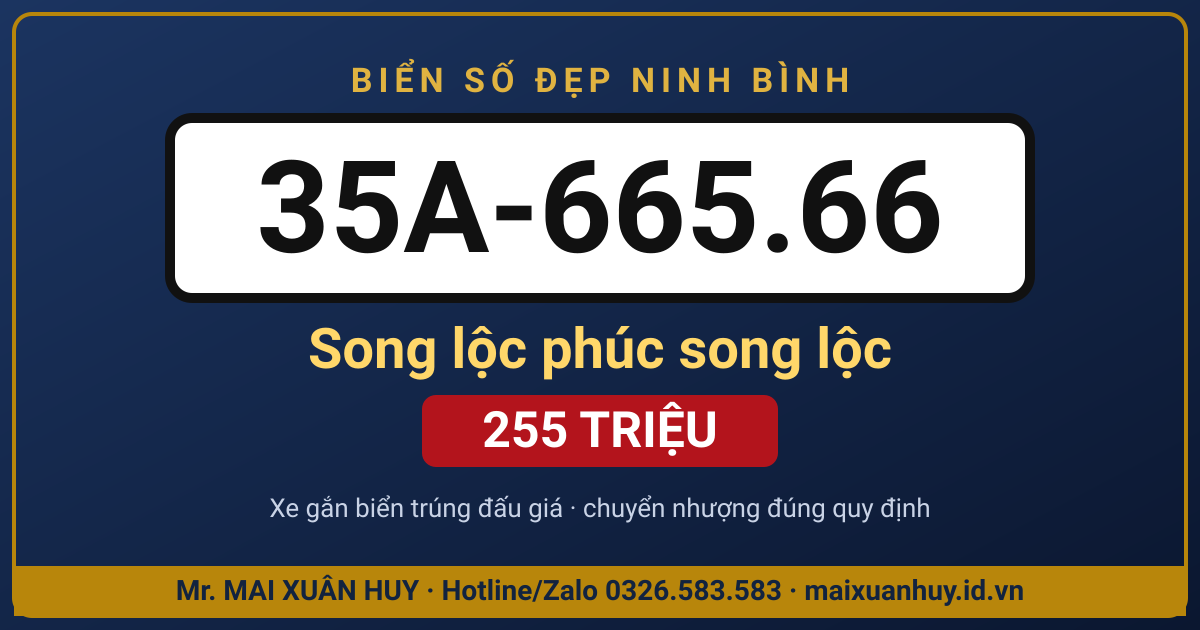 BIỂN SỐ ĐẸP NINH BÌNH
35A-665.66
Song lộc phúc song lộc
255 TRIỆU
Xe gắn biển trúng đấu giá · chuyển nhượng đúng quy định
Mr. MAI XUÂN HUY · Hotline/Zalo 0326.583.583 · maixuanhuy.id.vn